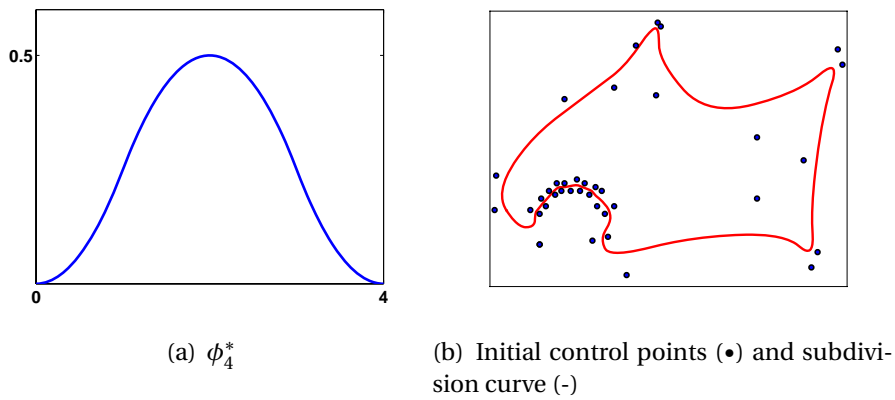 0.5
0
4
(a) ϕ₄*
(b) Initial control points (•) and subdivi-
sion curve (-)